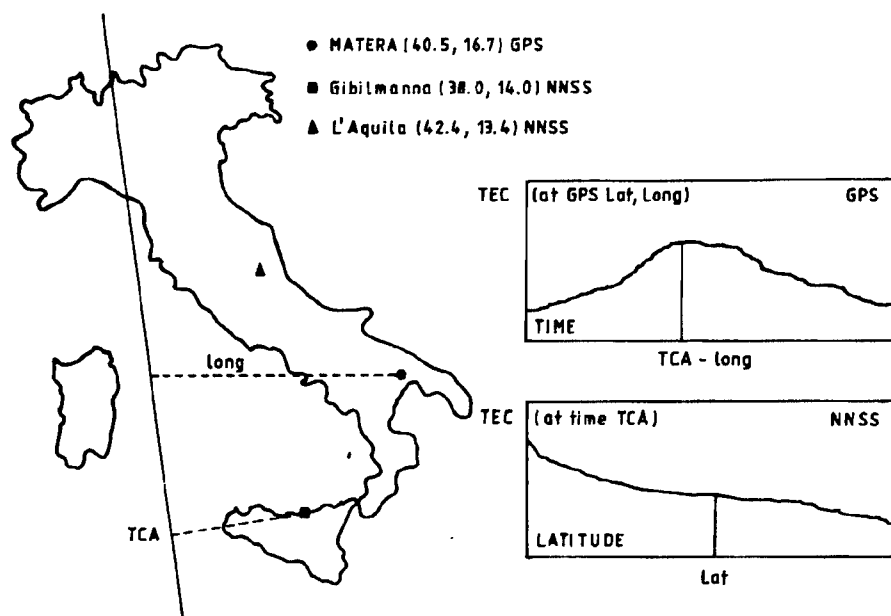 MATERA (40.5, 16.7) GPS
Gibilmanna (38.0, 14.0) NNSS
L'Aquila (42.4, 13.4) NNSS
long
TCA
TEC (at GPS Lat, Long) GPS
TIME
TCA - long
TEC (at time TCA) NNSS
LATITUDE
Lat